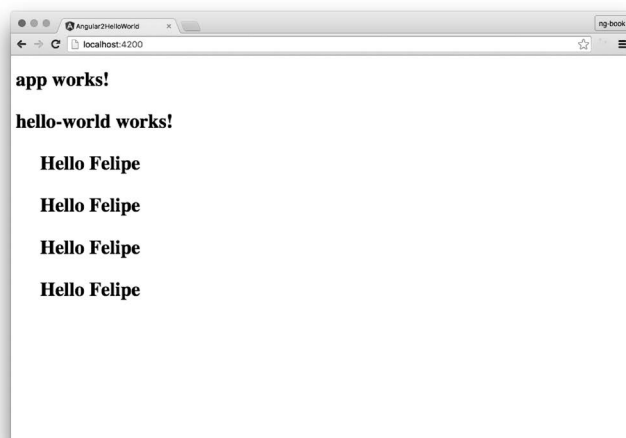 Angular2HelloWorld
ng-book
localhost:4200
app works!
hello-world works!
Hello Felipe
Hello Felipe
Hello Felipe
Hello Felipe